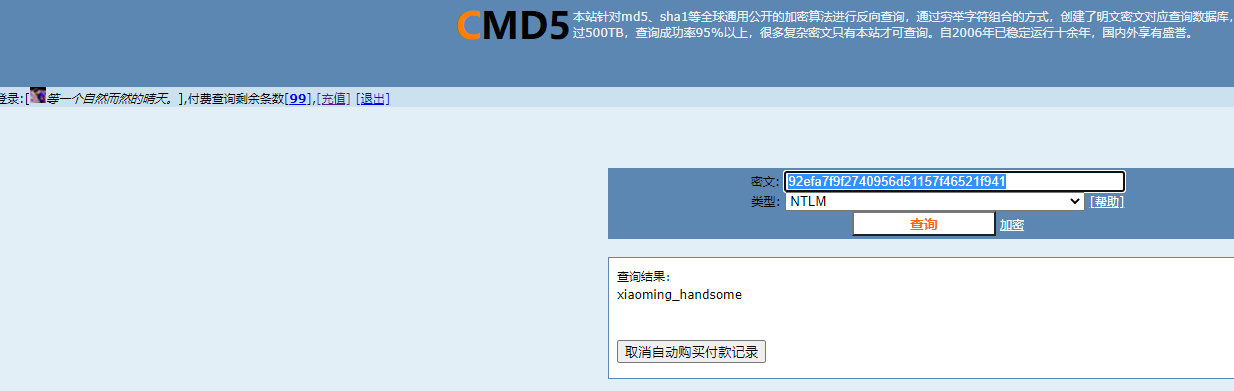 CMD5
本站针对md5、sha1等全球通用公开的加密算法进行反向查询，通过穷举字符组合的方式，创建了明文密文对应查询数据库，
过500TB，查询成功率95%以上，很多复杂密文只有本站才可查询。自2006年已稳定运行十余年，国内外享有盛誉。
登录:[等一个自然而然的晴天。],付费查询剩余条数[99],[充值] [退出]
密文: 92efa7f9f2740956d51157f46521f941
类型: NTLM [帮助]
查询 加密
查询结果:
xiaoming_handsome
取消自动购买付款记录